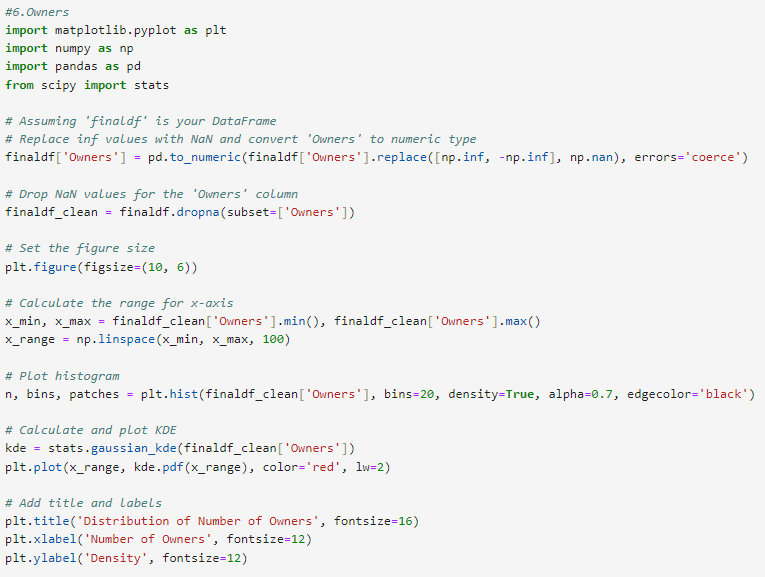 #6.Owners
import matplotlib.pyplot as plt
import numpy as np
import pandas as pd
from scipy import stats
# Assuming 'finaldf' is your DataFrame
# Replace inf values with NaN and convert 'Owners' to numeric type
finaldf['Owners'] = pd.to_numeric(finaldf['Owners'].replace([np.inf, -np.inf], np.nan), errors='coerce')
# Drop NaN values for the 'Owners' column
finaldf_clean = finaldf.dropna(subset=['Owners'])
# Set the figure size
plt.figure(figsize=(10, 6))
# Calculate the range for x-axis
x_min, x_max = finaldf_clean['Owners'].min(), finaldf_clean['Owners'].max()
x_range = np.linspace(x_min, x_max, 100)
# Plot histogram
n, bins, patches = plt.hist(finaldf_clean['Owners'], bins=20, density=True, alpha=0.7, edgecolor='black')
# Calculate and plot KDE
kde = stats.gaussian_kde(finaldf_clean['Owners'])
plt.plot(x_range, kde.pdf(x_range), color='red', lw=2)
# Add title and labels
plt.title('Distribution of Number of Owners', fontsize=16)
plt.xlabel('Number of Owners', fontsize=12)
plt.ylabel('Density', fontsize=12)